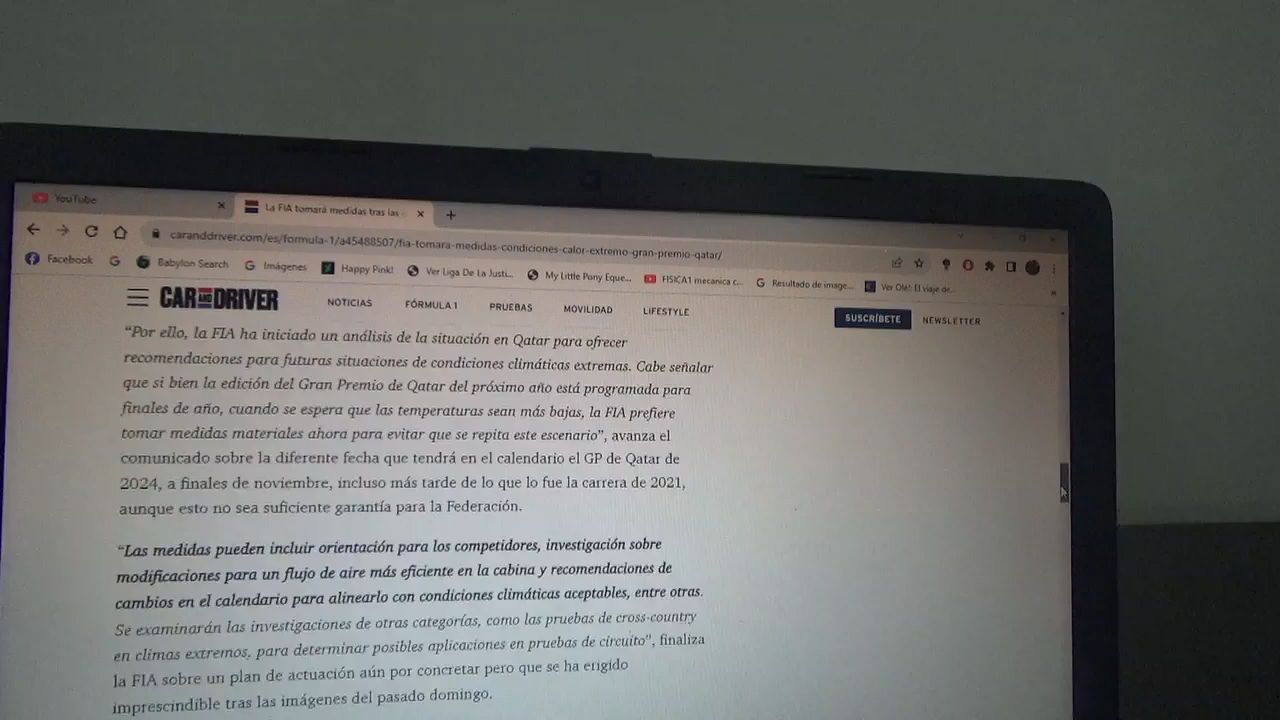 YouTube
La FIA tomará medidas tras las
caranddriver.com/es/formula-1/a45488507/fia-tomara-medidas-condiciones-calor-extremo-gran-premio-qatar/
Facebook Babylon Search Imágenes Happy Pink! Ver Liga De La Justi... My Little Pony Eque... FISICA1 mecanica c... Resultado de image... Ver Olé! El viaje de...
CAR AND DRIVER NOTICIAS FÓRMULA 1 PRUEBAS MOVILIDAD LIFESTYLE SUSCRÍBETE NEWSLETTER
“Por ello, la FIA ha iniciado un análisis de la situación en Qatar para ofrecer
recomendaciones para futuras situaciones de condiciones climáticas extremas. Cabe señalar
que si bien la edición del Gran Premio de Qatar del próximo año está programada para
finales de año, cuando se espera que las temperaturas sean más bajas, la FIA prefiere
tomar medidas materiales ahora para evitar que se repita este escenario”, avanza el
comunicado sobre la diferente fecha que tendrá en el calendario el GP de Qatar de
2024, a finales de noviembre, incluso más tarde de lo que lo fue la carrera de 2021,
aunque esto no sea suficiente garantía para la Federación.
“Las medidas pueden incluir orientación para los competidores, investigación sobre
modificaciones para un flujo de aire más eficiente en la cabina y recomendaciones de
cambios en el calendario para alinearlo con condiciones climáticas aceptables, entre otras.
Se examinarán las investigaciones de otras categorías, como las pruebas de cross-country
en climas extremos, para determinar posibles aplicaciones en pruebas de circuito”, finaliza
la FIA sobre un plan de actuación aún por concretar pero que se ha erigido
imprescindible tras las imágenes del pasado domingo.